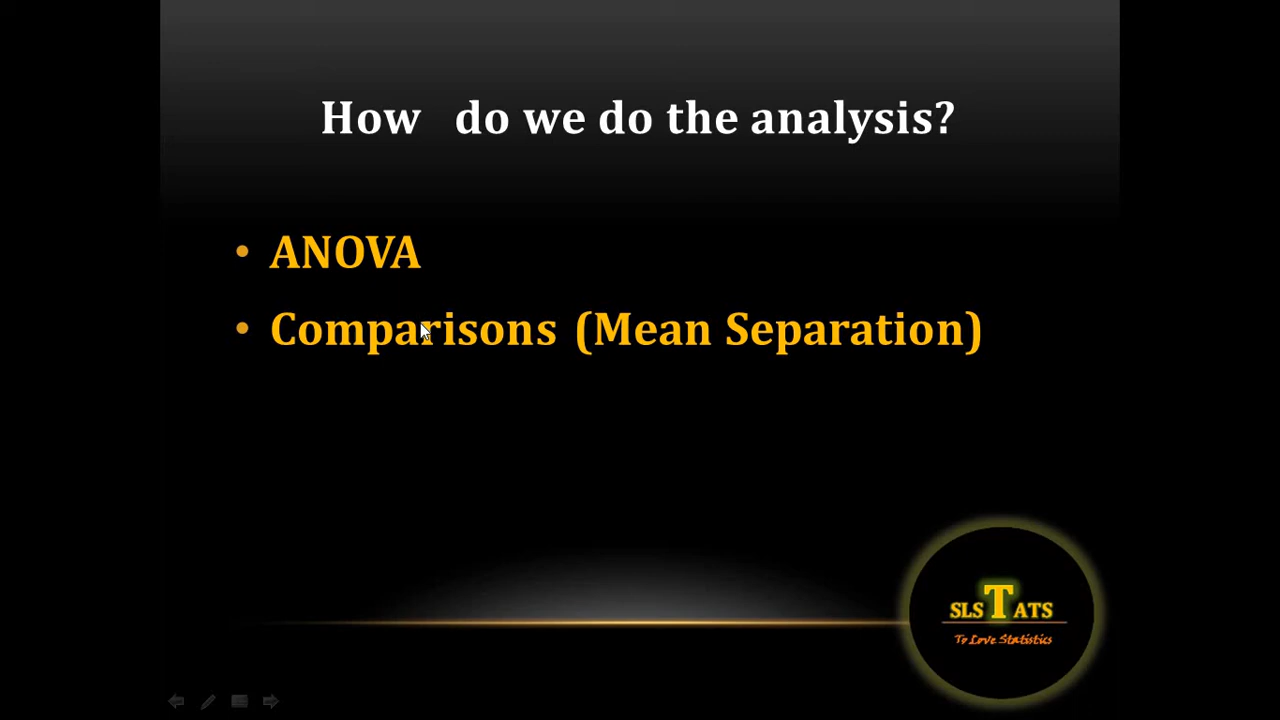 How do we do the analysis?
• ANOVA
• Comparisons (Mean Separation)
SLSTATS
To Love Statistics